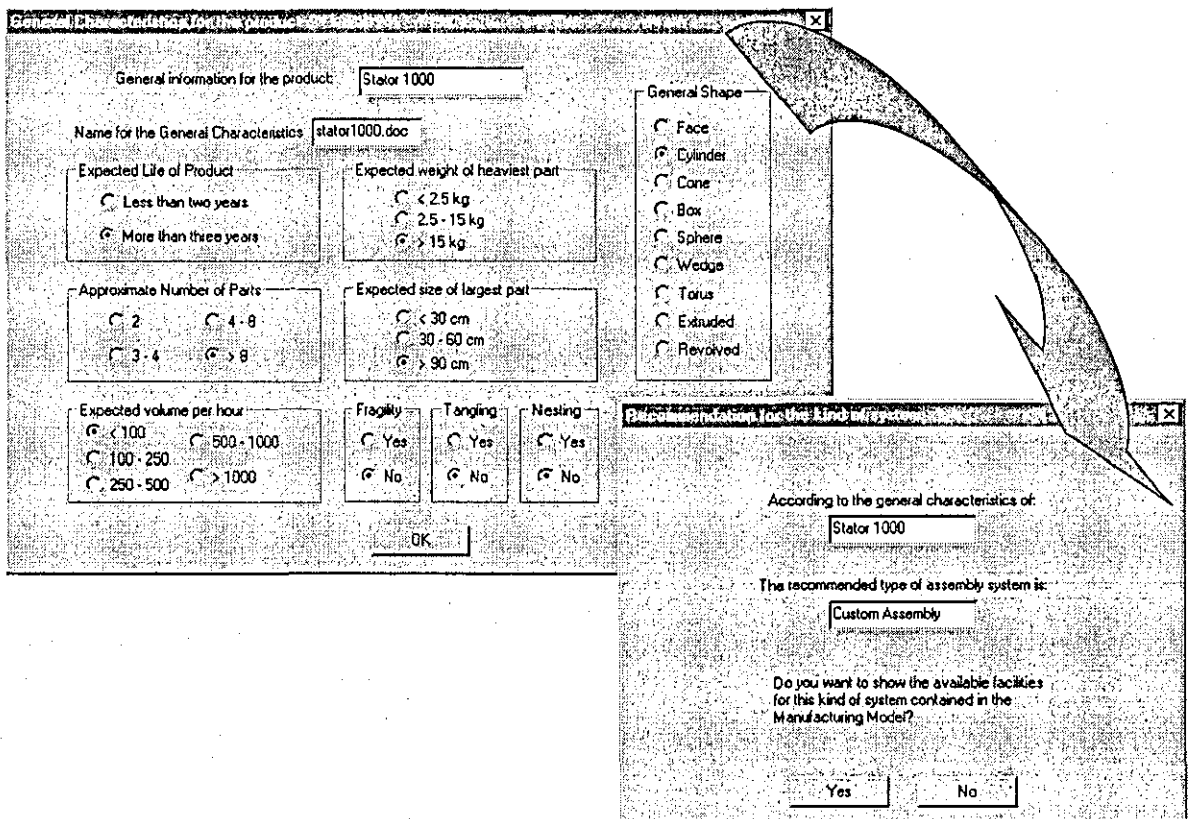 General Characteristics for the product
General information for the product:
Stator 1000
Name for the General Characteristics
stator1000.doc
Expected Life of Product
Less than two years
More than three years
Expected weight of heaviest part
< 2.5 kg
2.5 - 15 kg
> 15 kg
Approximate Number of Parts
2
4 - 8
3 - 4
> 8
Expected size of largest part
< 30 cm
30 - 60 cm
> 90 cm
Expected volume per hour
< 100
500 - 1000
100 - 250
> 1000
250 - 500
Fragility
Yes
No
Tangling
Yes
No
Nesting
Yes
No
OK
General Shape
Face
Cylinder
Cone
Box
Sphere
Wedge
Torus
Extruded
Revolved
According to the general characteristics of:
Stator 1000
The recommended type of assembly system is:
Custom Assembly
Do you want to show the available facilities
for this kind of system contained in the
Manufacturing Model?
Yes
No